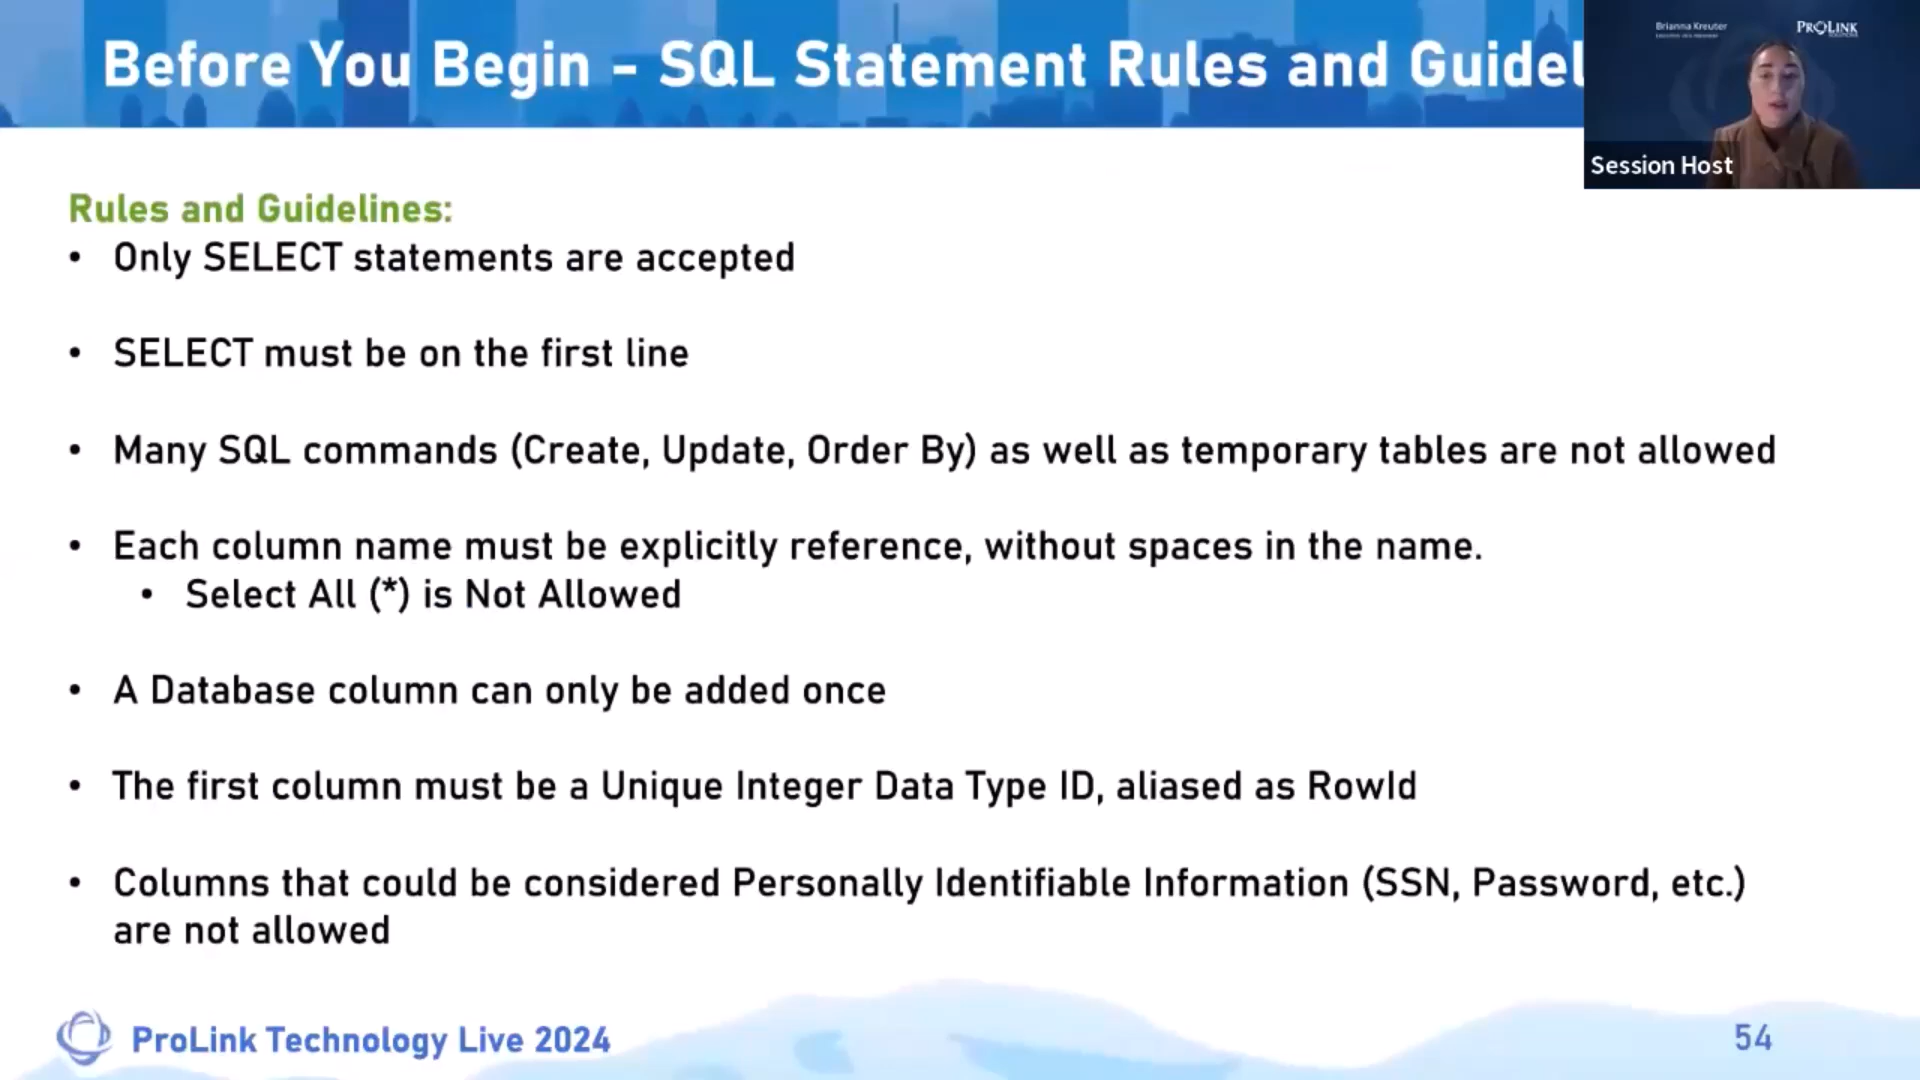 Before You Begin - SQL Statement Rules and Guidel
Brianna Kreuter
PROLINK
Session Host
Rules and Guidelines:
• Only SELECT statements are accepted
• SELECT must be on the first line
• Many SQL commands (Create, Update, Order By) as well as temporary tables are not allowed
• Each column name must be explicitly reference, without spaces in the name.
• Select All (*) is Not Allowed
• A Database column can only be added once
• The first column must be a Unique Integer Data Type ID, aliased as RowId
• Columns that could be considered Personally Identifiable Information (SSN, Password, etc.)
are not allowed
ProLink Technology Live 2024
54